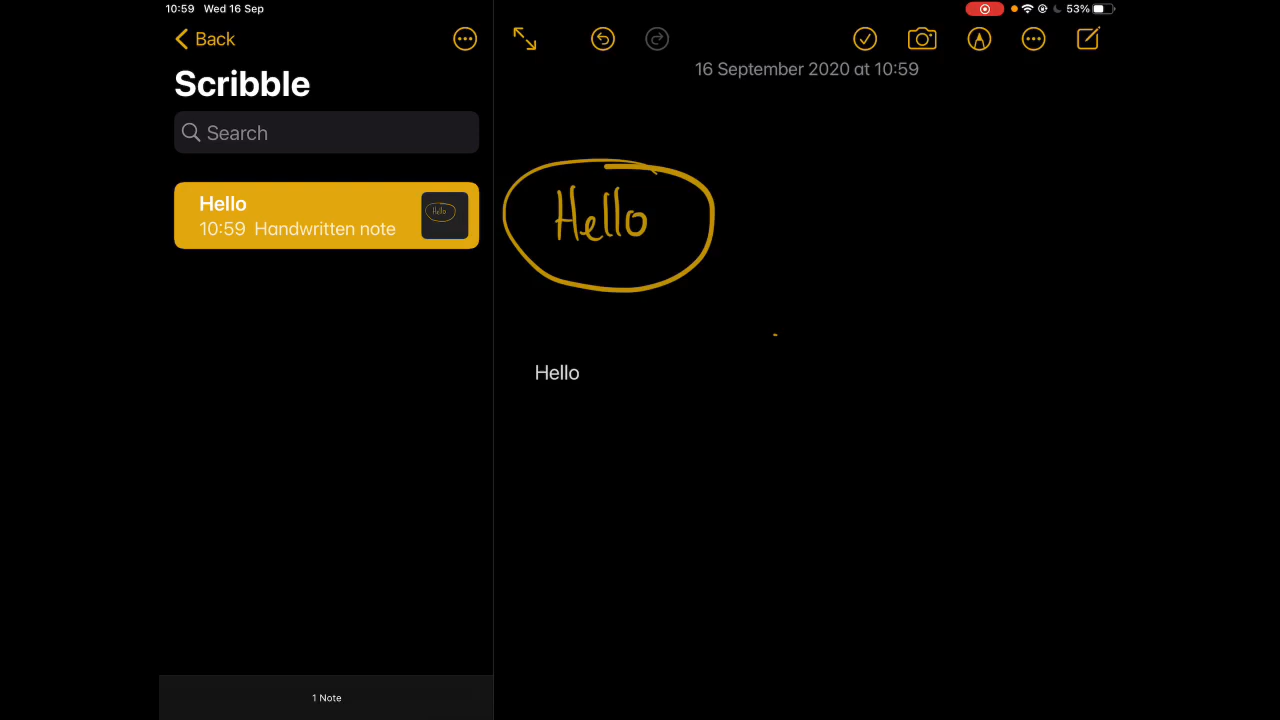 10:59 Wed 16 Sep
53%
Back
Scribble
Search
Hello
10:59 Handwritten note
Hello
1 Note
16 September 2020 at 10:59
Hello
Hello